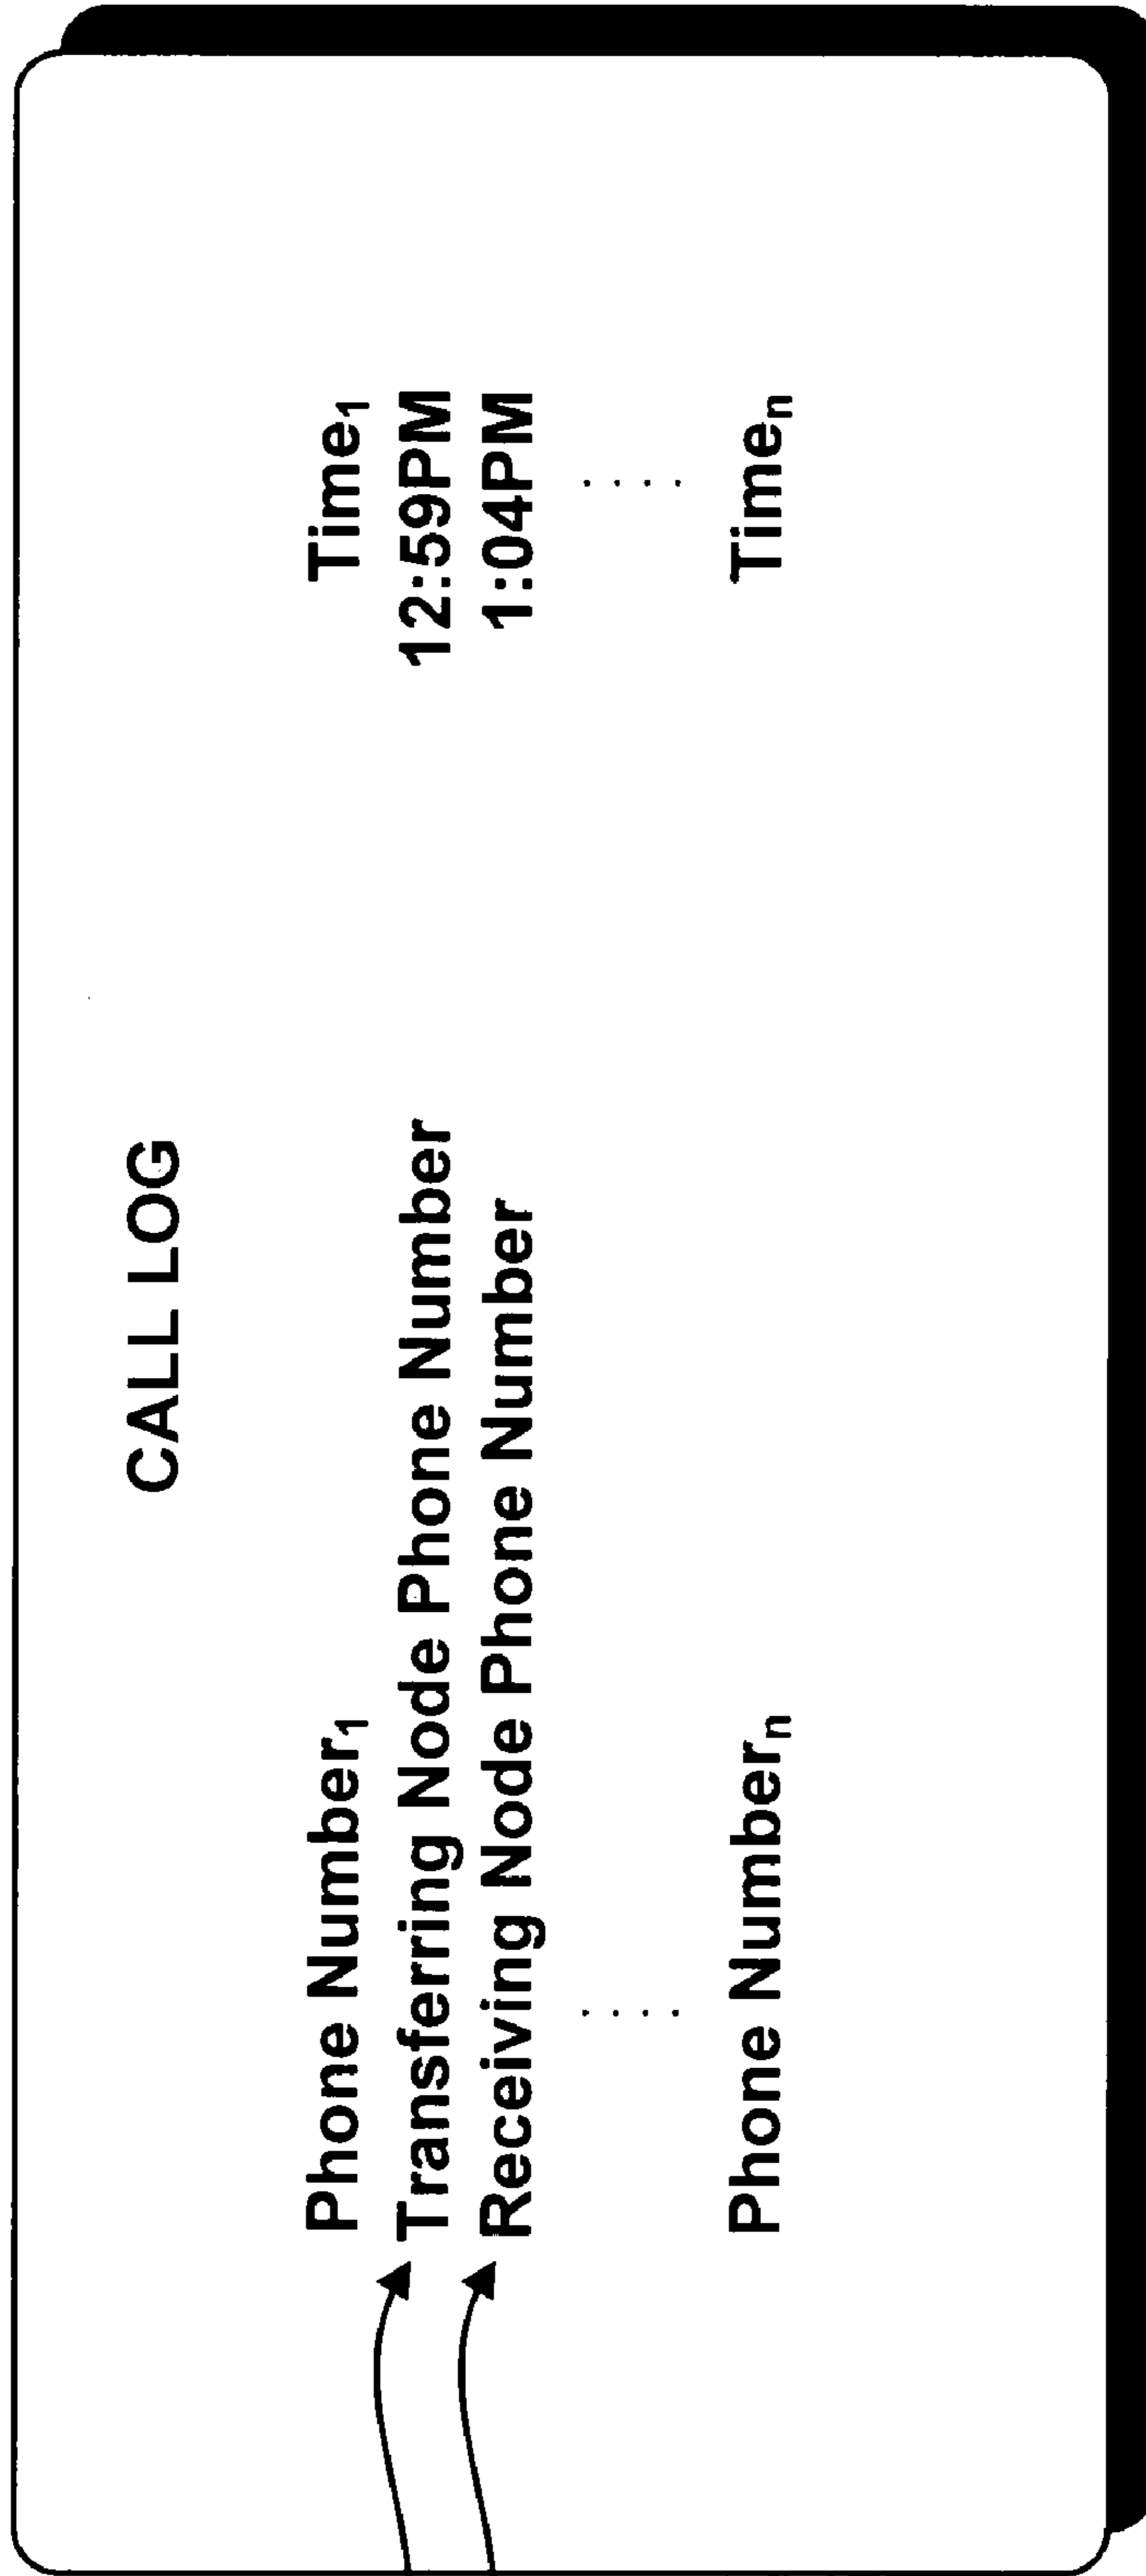 CALL LOG
Phone Number₁ Time₁
Transferring Node Phone Number 12:59PM
Receiving Node Phone Number 1:04PM
. . . . . . . .
Phone Numberₙ Timeₙ